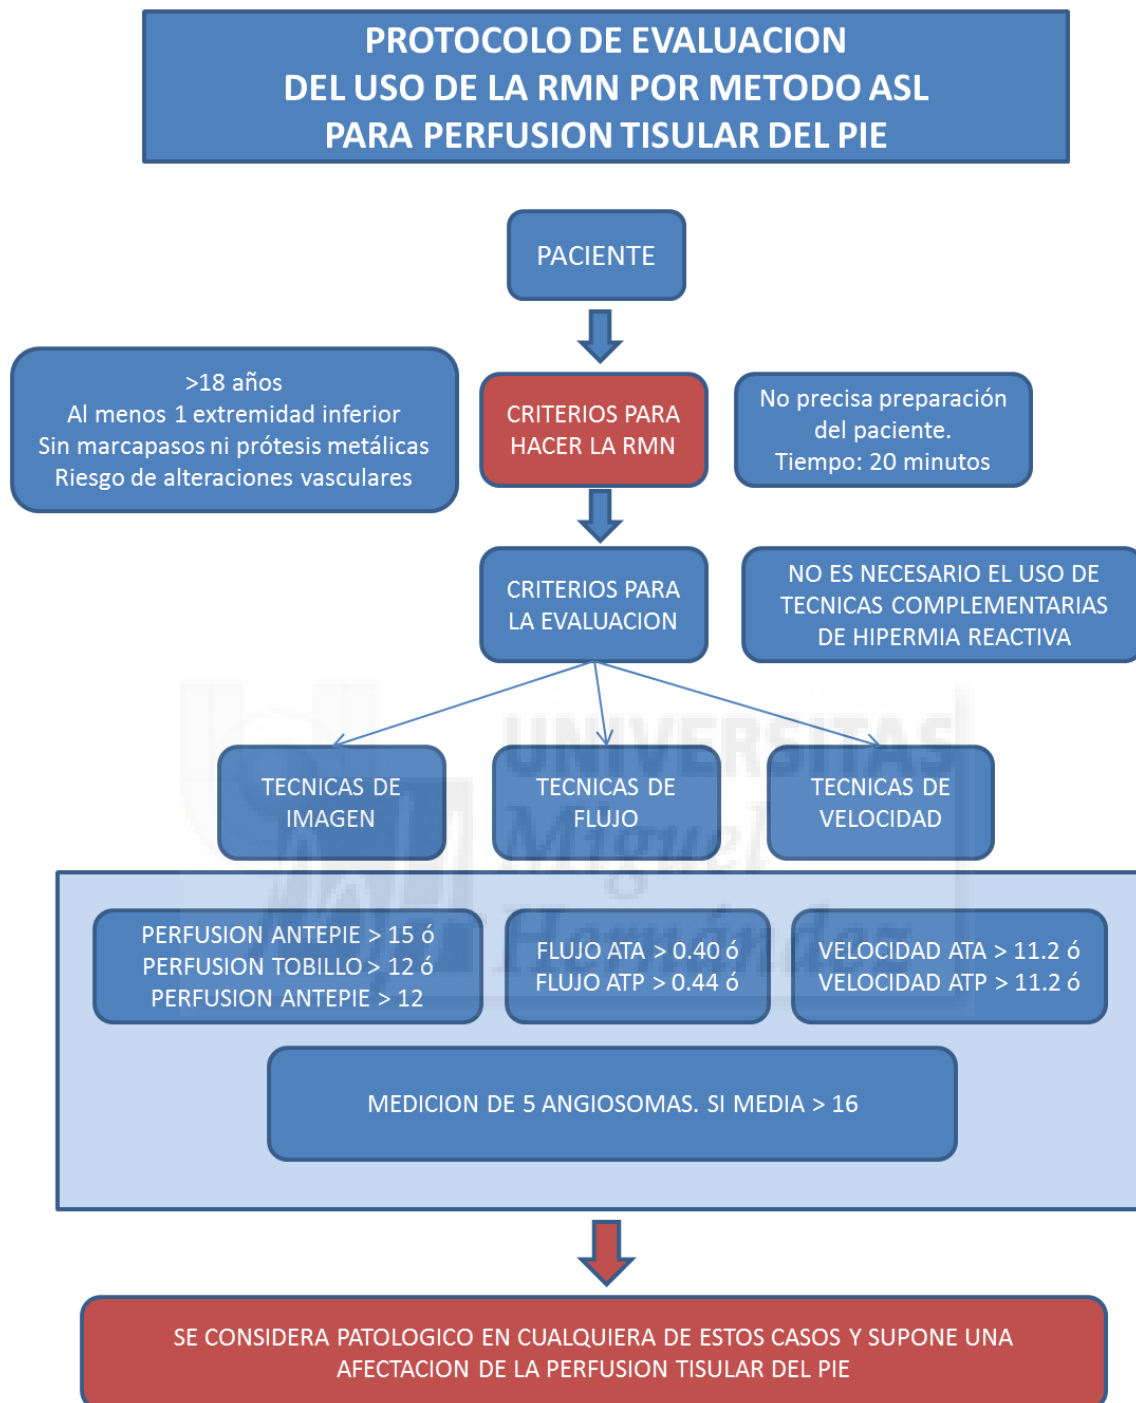 PROTOCOLO DE EVALUACION
DEL USO DE LA RMN POR METODO ASL
PARA PERFUSION TISULAR DEL PIE
PACIENTE
>18 años
Al menos 1 extremidad inferior
Sin marcapasos ni prótesis metálicas
Riesgo de alteraciones vasculares
CRITERIOS PARA
HACER LA RMN
No precisa preparación
del paciente.
Tiempo: 20 minutos
CRITERIOS PARA
LA EVALUACION
NO ES NECESARIO EL USO DE
TECNICAS COMPLEMENTARIAS
DE HIPERMIA REACTIVA
TECNICAS DE
IMAGEN
TECNICAS DE
FLUJO
TECNICAS DE
VELOCIDAD
UNIVERSITAS
Miguel
Hernández
PERFUSION ANTEPIE > 15 ó
PERFUSION TOBILLO > 12 ó
PERFUSION ANTEPIE > 12
FLUJO ATA > 0.40 ó
FLUJO ATP > 0.44 ó
VELOCIDAD ATA > 11.2 ó
VELOCIDAD ATP > 11.2 ó
MEDICION DE 5 ANGIOSOMAS. SI MEDIA > 16
SE CONSIDERA PATOLOGICO EN CUALQUIERA DE ESTOS CASOS Y SUPONE UNA
AFECTACION DE LA PERFUSION TISULAR DEL PIE